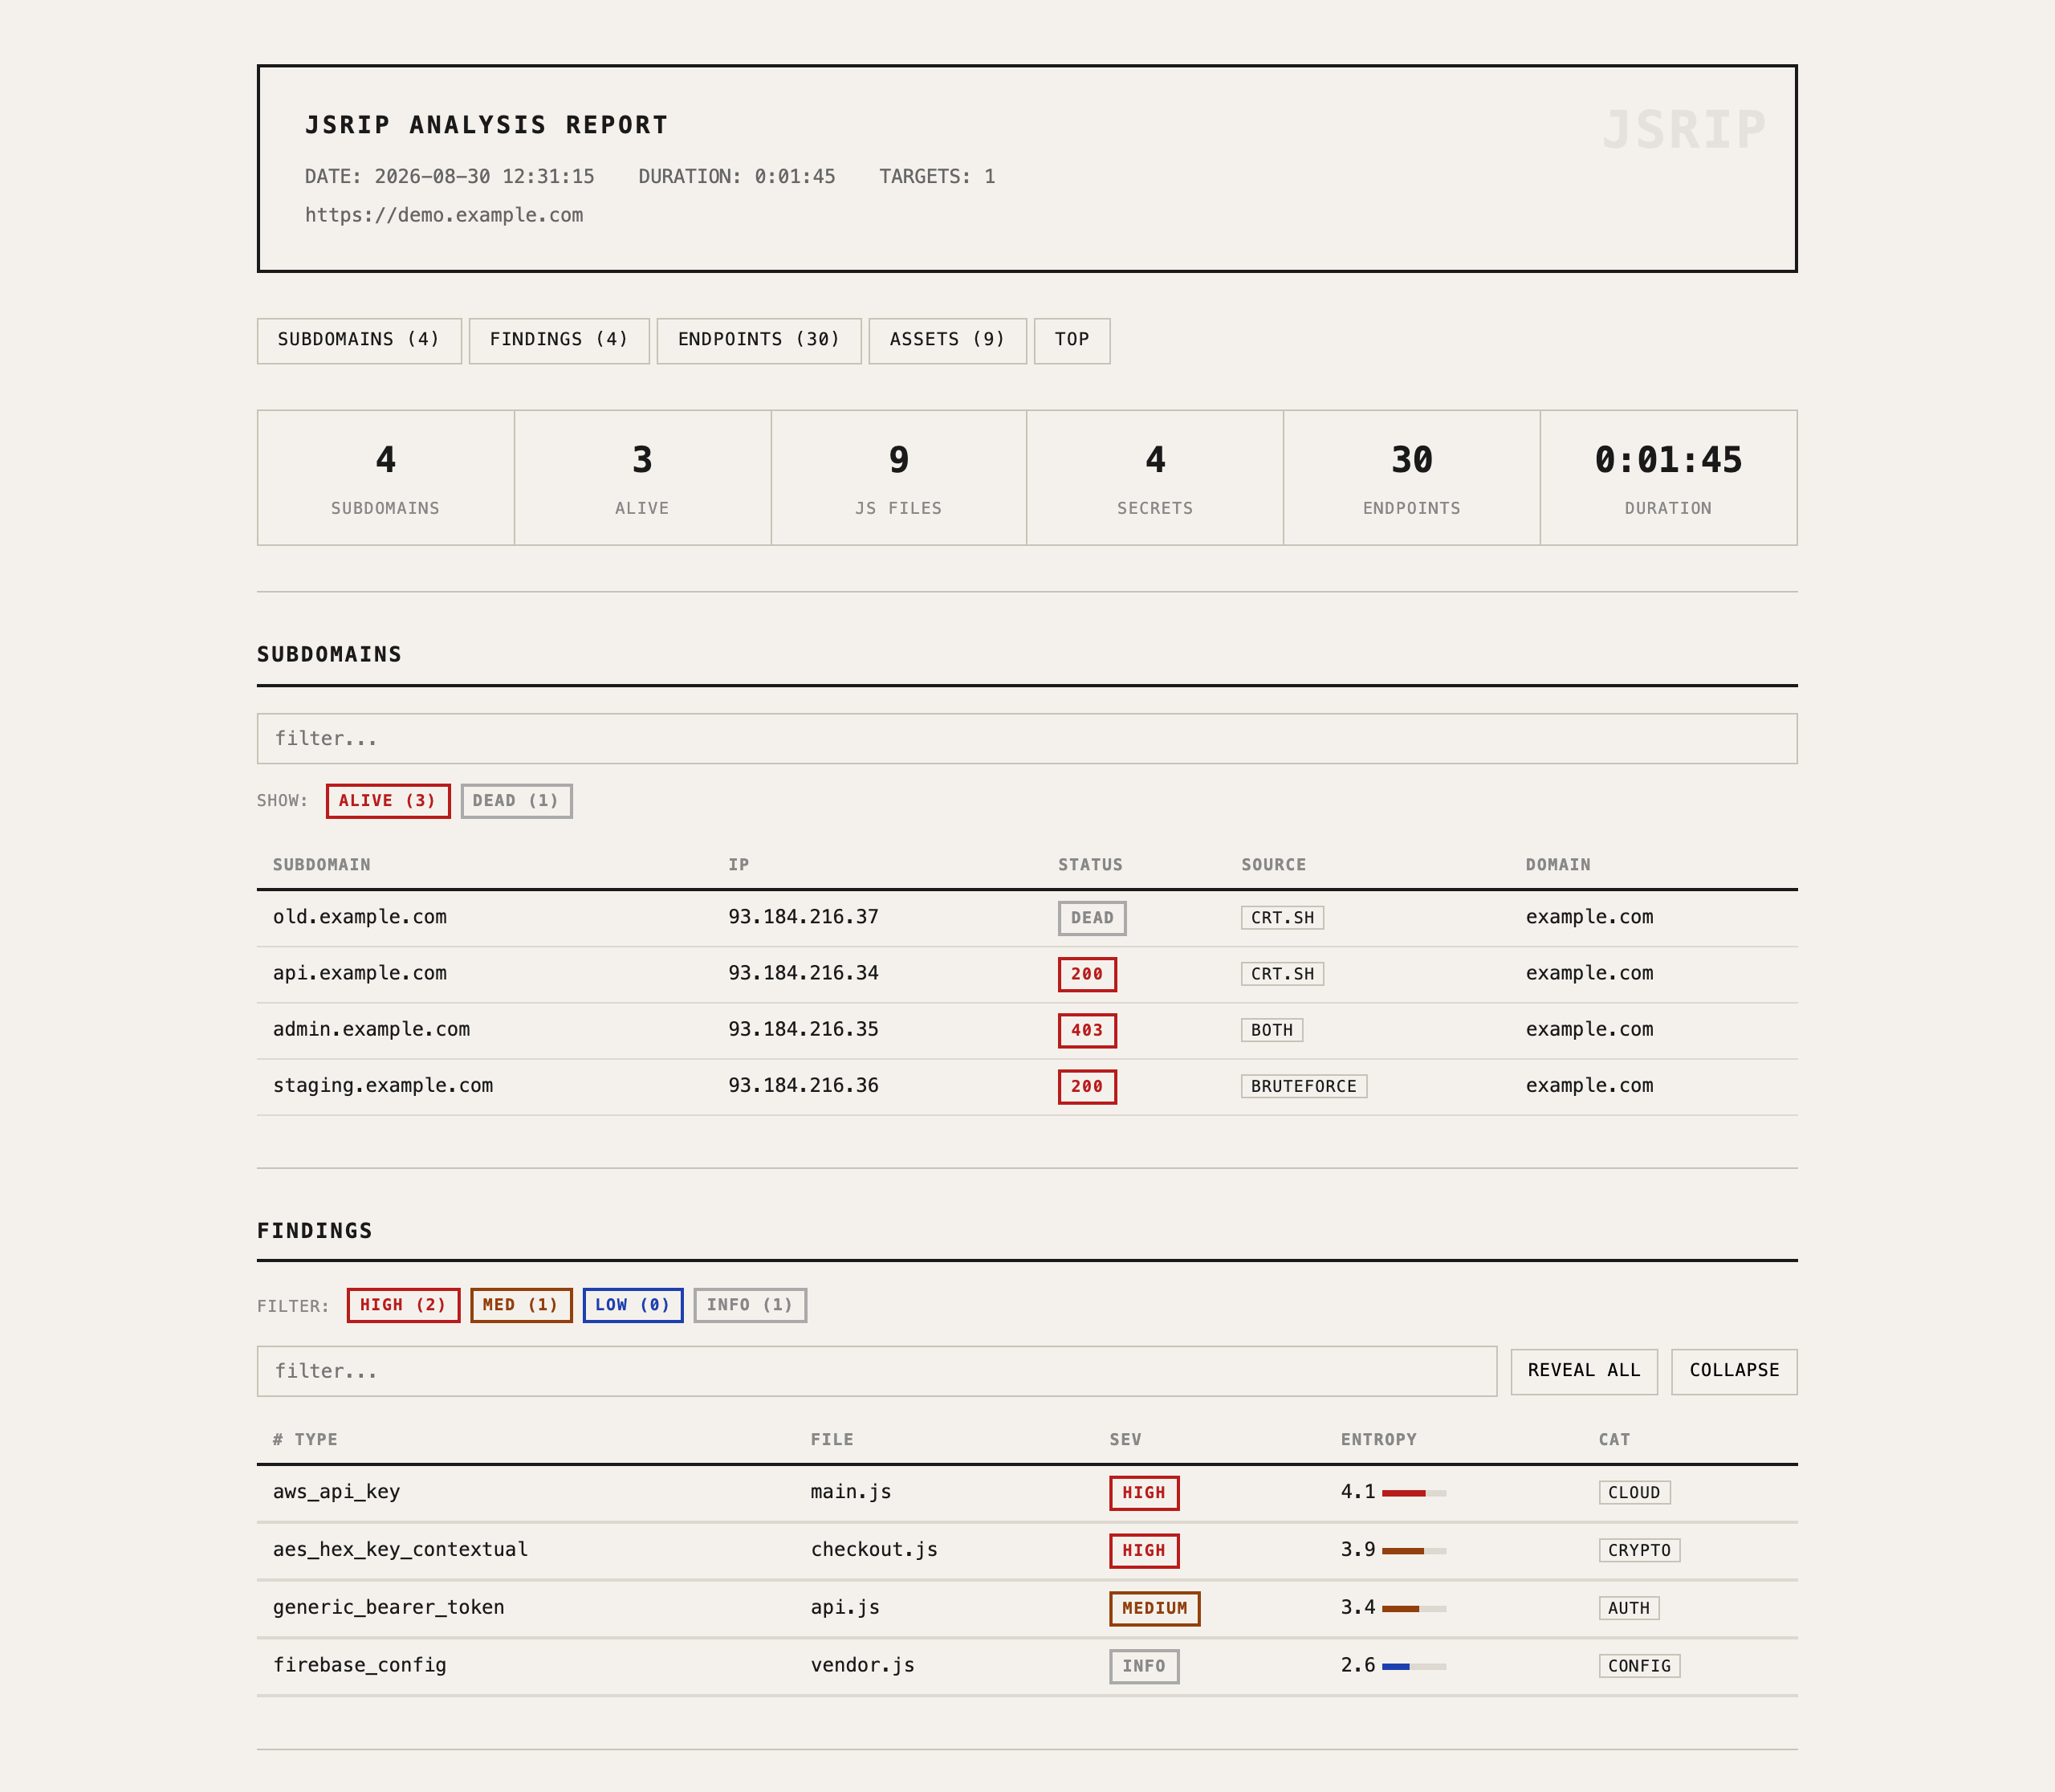 JSRIP ANALYSIS REPORT
JSRIP
DATE: 2026-08-30 12:31:15 DURATION: 0:01:45 TARGETS: 1
https://demo.example.com
SUBDOMAINS (4) FINDINGS (4) ENDPOINTS (30) ASSETS (9) TOP
4 3 9 4 30 0:01:45
SUBDOMAINS ALIVE JS FILES SECRETS ENDPOINTS DURATION
SUBDOMAINS
filter...
SHOW: ALIVE (3) DEAD (1)
SUBDOMAIN IP STATUS SOURCE DOMAIN
old.example.com 93.184.216.37 DEAD CRT.SH example.com
api.example.com 93.184.216.34 200 CRT.SH example.com
admin.example.com 93.184.216.35 403 BOTH example.com
staging.example.com 93.184.216.36 200 BRUTEFORCE example.com
FINDINGS
FILTER: HIGH (2) MED (1) LOW (0) INFO (1)
filter... REVEAL ALL COLLAPSE
# TYPE FILE SEV ENTROPY CAT
aws_api_key main.js HIGH 4.1 CLOUD
aes_hex_key_contextual checkout.js HIGH 3.9 CRYPTO
generic_bearer_token api.js MEDIUM 3.4 AUTH
firebase_config vendor.js INFO 2.6 CONFIG